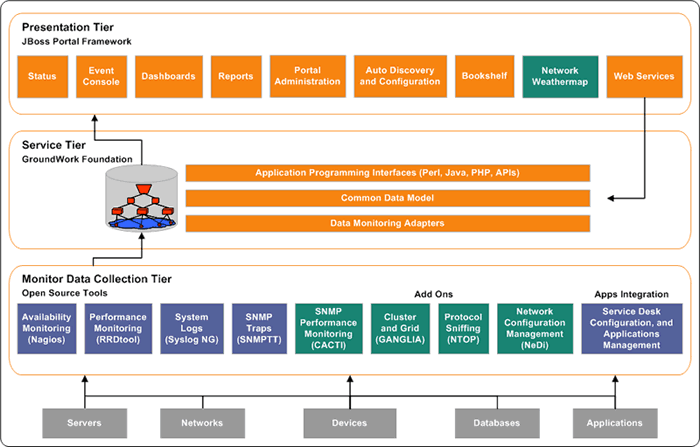 Presentation Tier
JBoss Portal Framework
Status
Event
Console
Dashboards
Reports
Portal
Administration
Auto Discovery
and Configuration
Bookshelf
Network
Weathermap
Web Services
Service Tier
GroundWork Foundation
Application Programming Interfaces (Perl, Java, PHP, APIs)
Common Data Model
Data Monitoring Adapters
Monitor Data Collection Tier
Open Source Tools
Add Ons
Apps Integration
Availability
Monitoring
(Nagios)
Performance
Monitoring
(RRDtool)
System
Logs
(Syslog NG)
SNMP
Traps
(SNMPTT)
SNMP
Performance
Monitoring
(CACTI)
Cluster
and Grid
(GANGLIA)
Protocol
Sniffing
(NTOP)
Network
Configuration
Management
(NeDi)
Service Desk
Configuration, and
Applications
Management
Servers
Networks
Devices
Databases
Applications